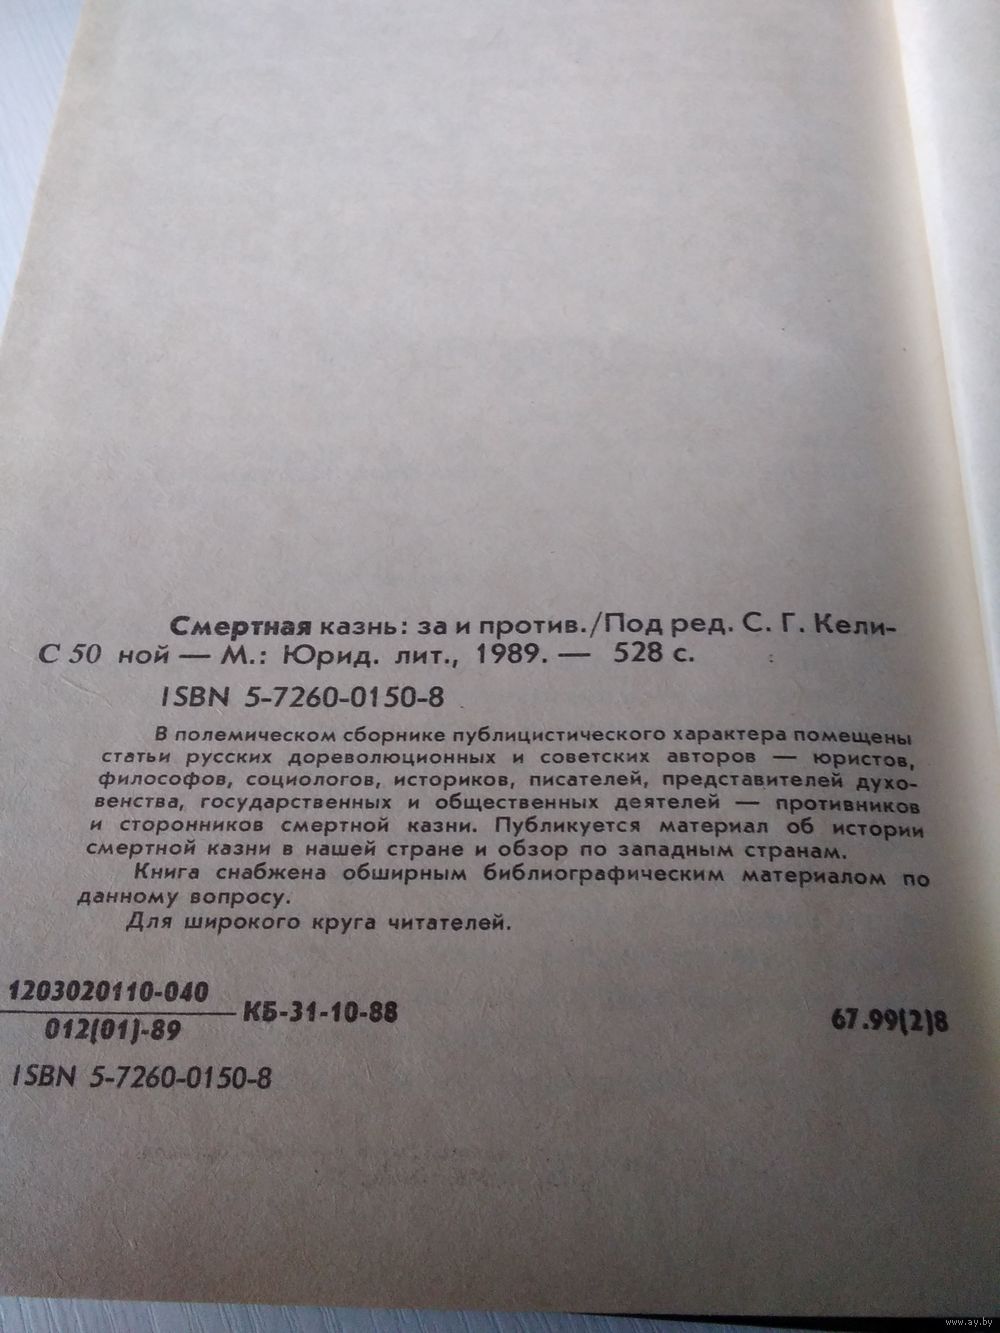 Смертная казнь: за и против./Под ред. С. Г. Кели-
С 50 ной — М.: Юрид. лит., 1989. — 528 с.
ISBN 5-7260-0150-8
В полемическом сборнике публицистического характера помещены
статьи русских дореволюционных и советских авторов — юристов,
философов, социологов, историков, писателей, представителей духо-
венства, государственных и общественных деятелей — противников
и сторонников смертной казни. Публикуется материал об истории
смертной казни в нашей стране и обзор по западным странам.
Книга снабжена обширным библиографическим материалом по
данному вопросу.
Для широкого круга читателей.
1203020110-040
012(01)-89
КБ-31-10-88
67.99(2)8
ISBN 5-7260-0150-8
www.ay.by